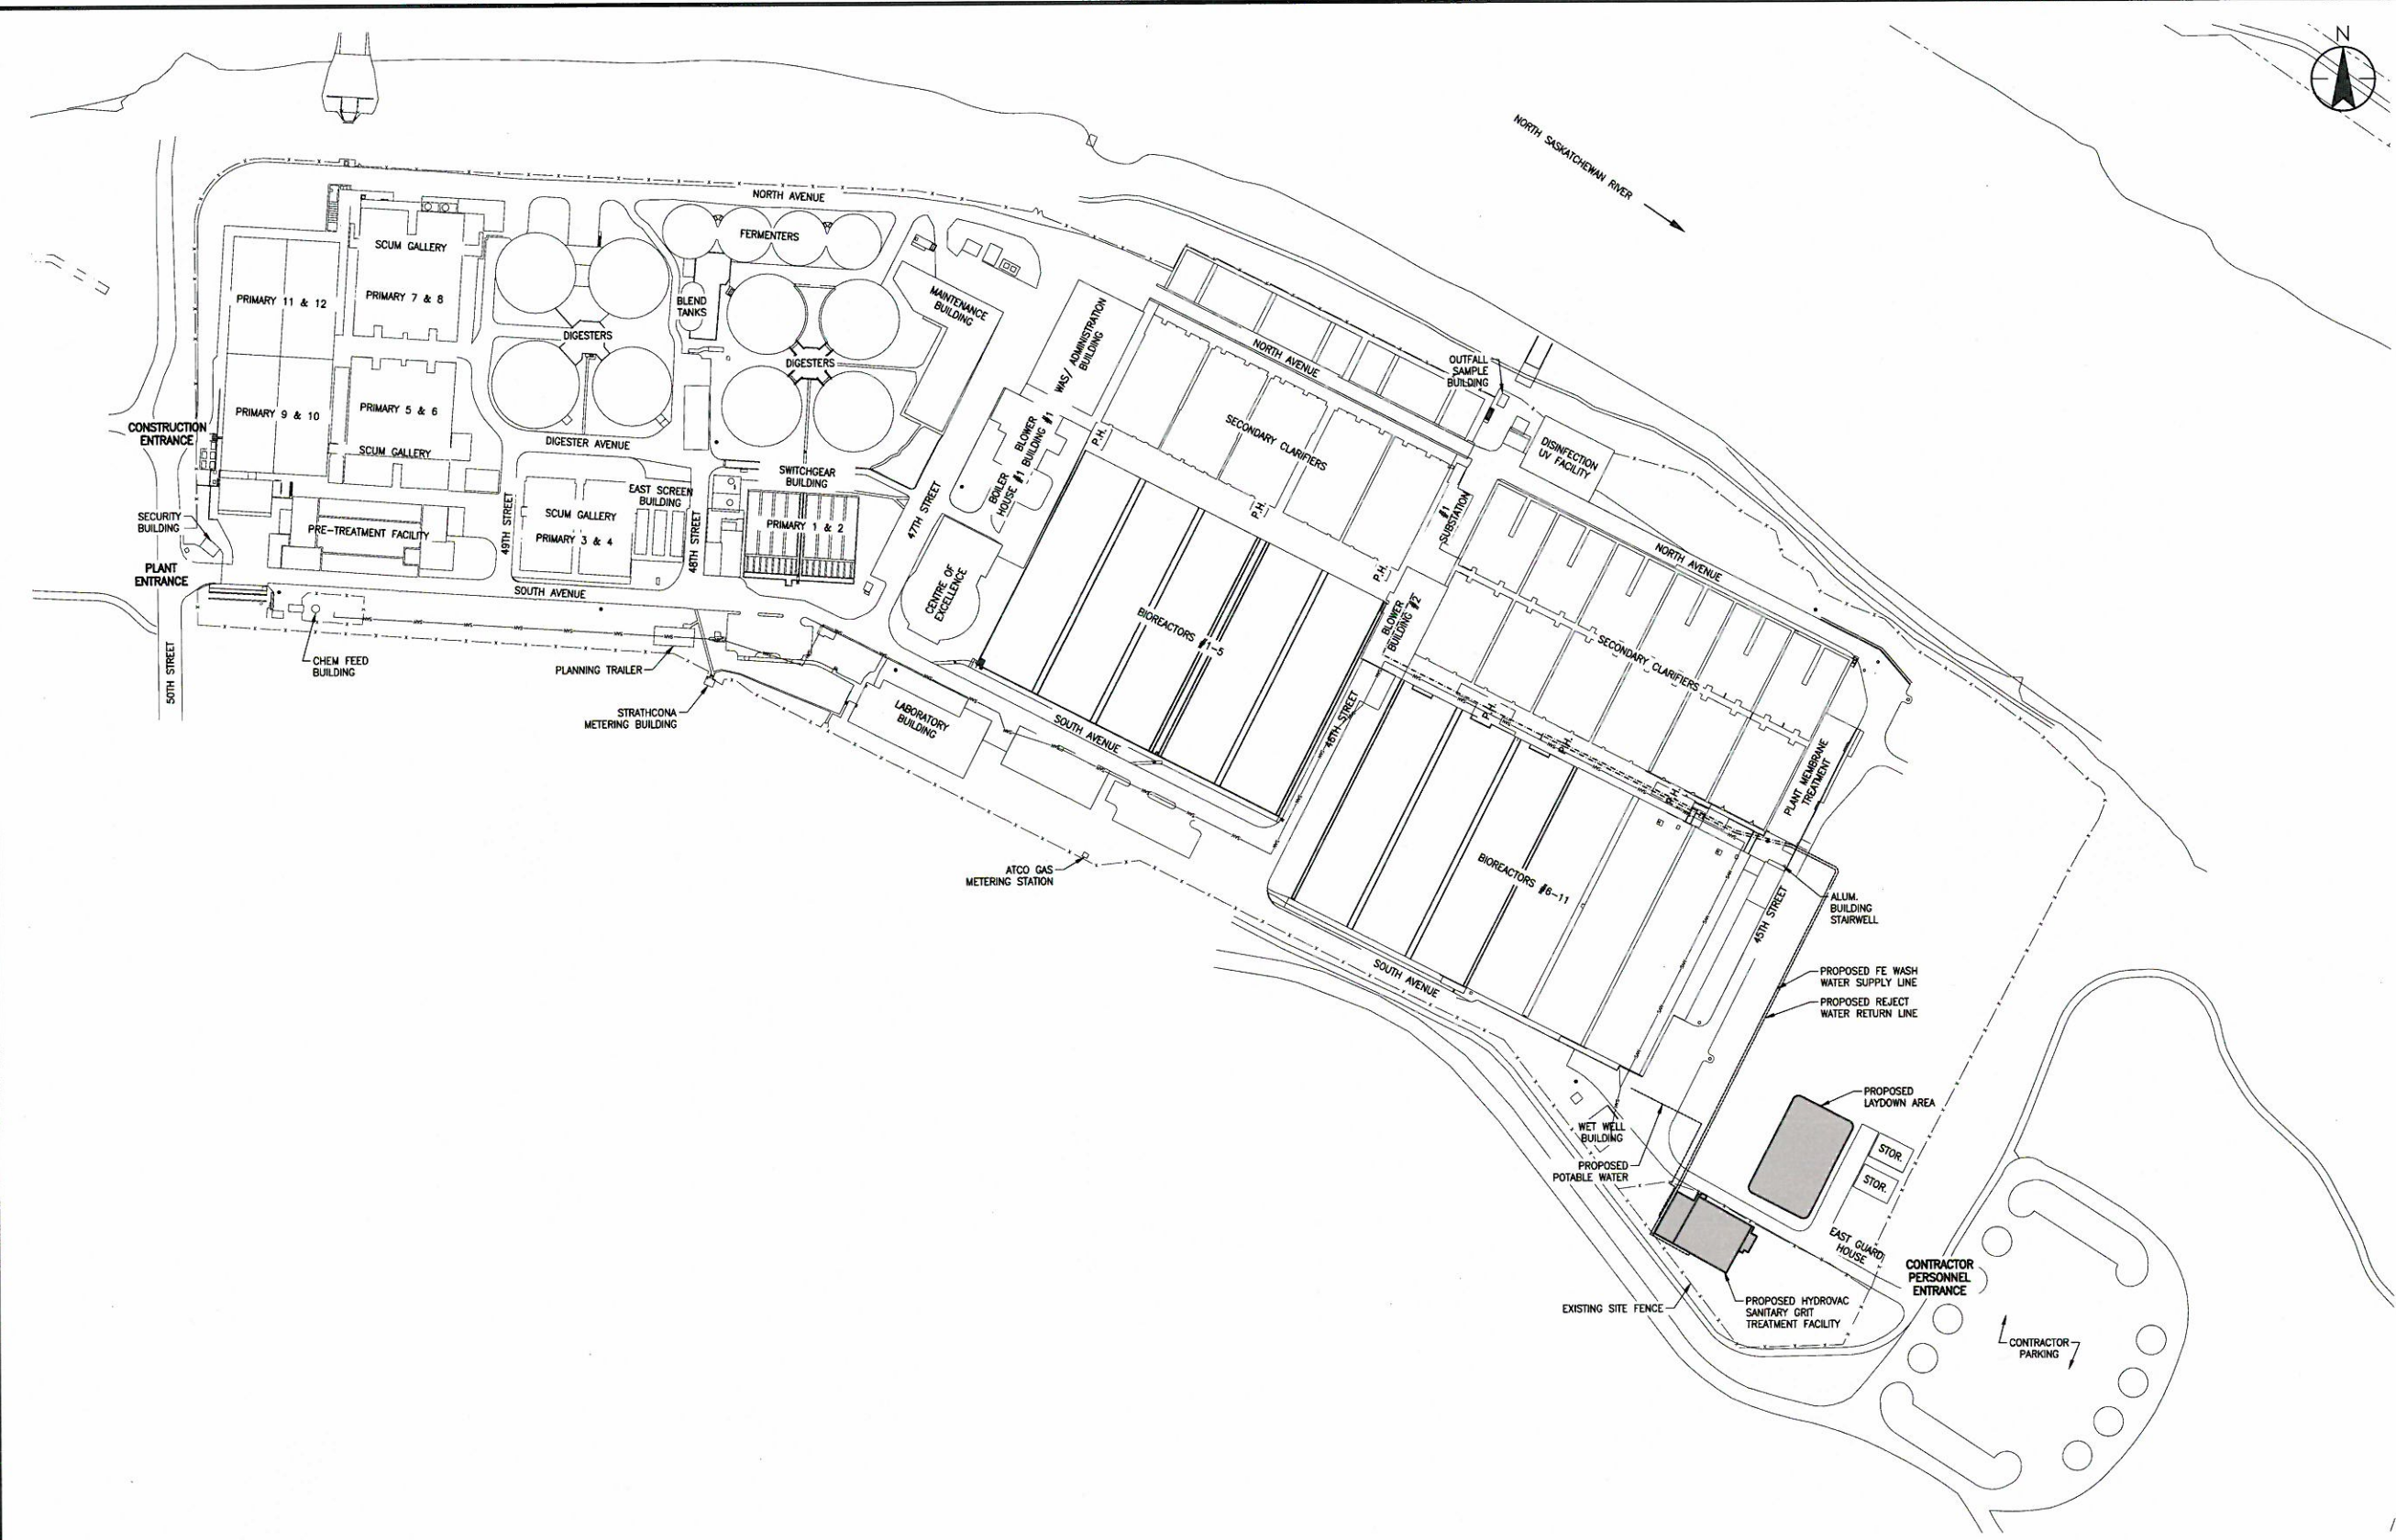 N
NORTH SASKATCHEWAN RIVER
NORTH AVENUE
FERMENTERS
SCUM GALLERY
PRIMARY 11 & 12
PRIMARY 7 & 8
BLEND
TANKS
MAINTENANCE
BUILDING
WAS/ ADMINISTRATION
BUILDING
DIGESTERS
DIGESTERS
NORTH AVENUE
OUTFALL
SAMPLE
BUILDING
PRIMARY 9 & 10
PRIMARY 5 & 6
SCUM GALLERY
CONSTRUCTION
ENTRANCE
DIGESTER AVENUE
BLOWER
BUILDING #1
BOILER
HOUSE #1
P.H.
SECONDARY CLARIFIERS
DISINFECTION
UV FACILITY
SWITCHGEAR
BUILDING
EAST SCREEN
BUILDING
SCUM GALLERY
PRIMARY 3 & 4
PRIMARY 1 & 2
SECURITY
BUILDING
PRE-TREATMENT FACILITY
49TH STREET
48TH STREET
47TH STREET
P.H.
#1
SUBSTATION
NORTH AVENUE
PLANT
ENTRANCE
SOUTH AVENUE
CENTRE OF
EXCELLENCE
P.H.
BLOWER
BUILDING #2
BIOREACTORS #1-5
SECONDARY CLARIFIERS
50TH STREET
CHEM FEED
BUILDING
PLANNING TRAILER
STRATHCONA
METERING BUILDING
LABORATORY
BUILDING
SOUTH AVENUE
46TH STREET
P.H.
P.H.
P.H.
PLANT MEMBRANE
TREATMENT
ATCO GAS
METERING STATION
BIOREACTORS #6-11
45TH STREET
ALUM.
BUILDING
STAIRWELL
SOUTH AVENUE
PROPOSED FE WASH
WATER SUPPLY LINE
PROPOSED REJECT
WATER RETURN LINE
PROPOSED
LAYDOWN AREA
WET WELL
BUILDING
STOR.
STOR.
PROPOSED
POTABLE WATER
EAST GUARD
HOUSE
CONTRACTOR
PERSONNEL
ENTRANCE
EXISTING SITE FENCE
PROPOSED HYDROVAC
SANITARY GRIT
TREATMENT FACILITY
CONTRACTOR
PARKING